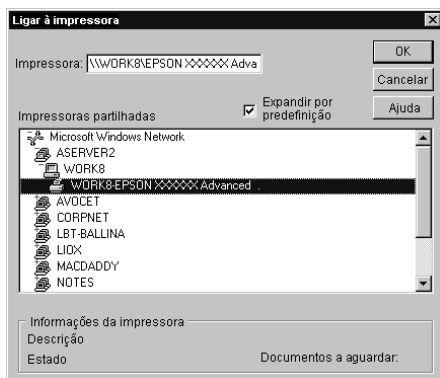 Ligar à impressora
Impressora: \\WORK8\EPSON XXXXXX Adva
OK
Cancelar
Ajuda
Impressoras partilhadas
Expandir por
predefinição
Microsoft Windows Network
ASERVER2
WORK8
WORK8-EPSON XXXXXX Advanced .
AVOCET
CORPNET
LBT-BALLINA
LIOX
MACDADDY
NOTES
Informações da impressora
Descrição
Estado
Documentos a aguardar: